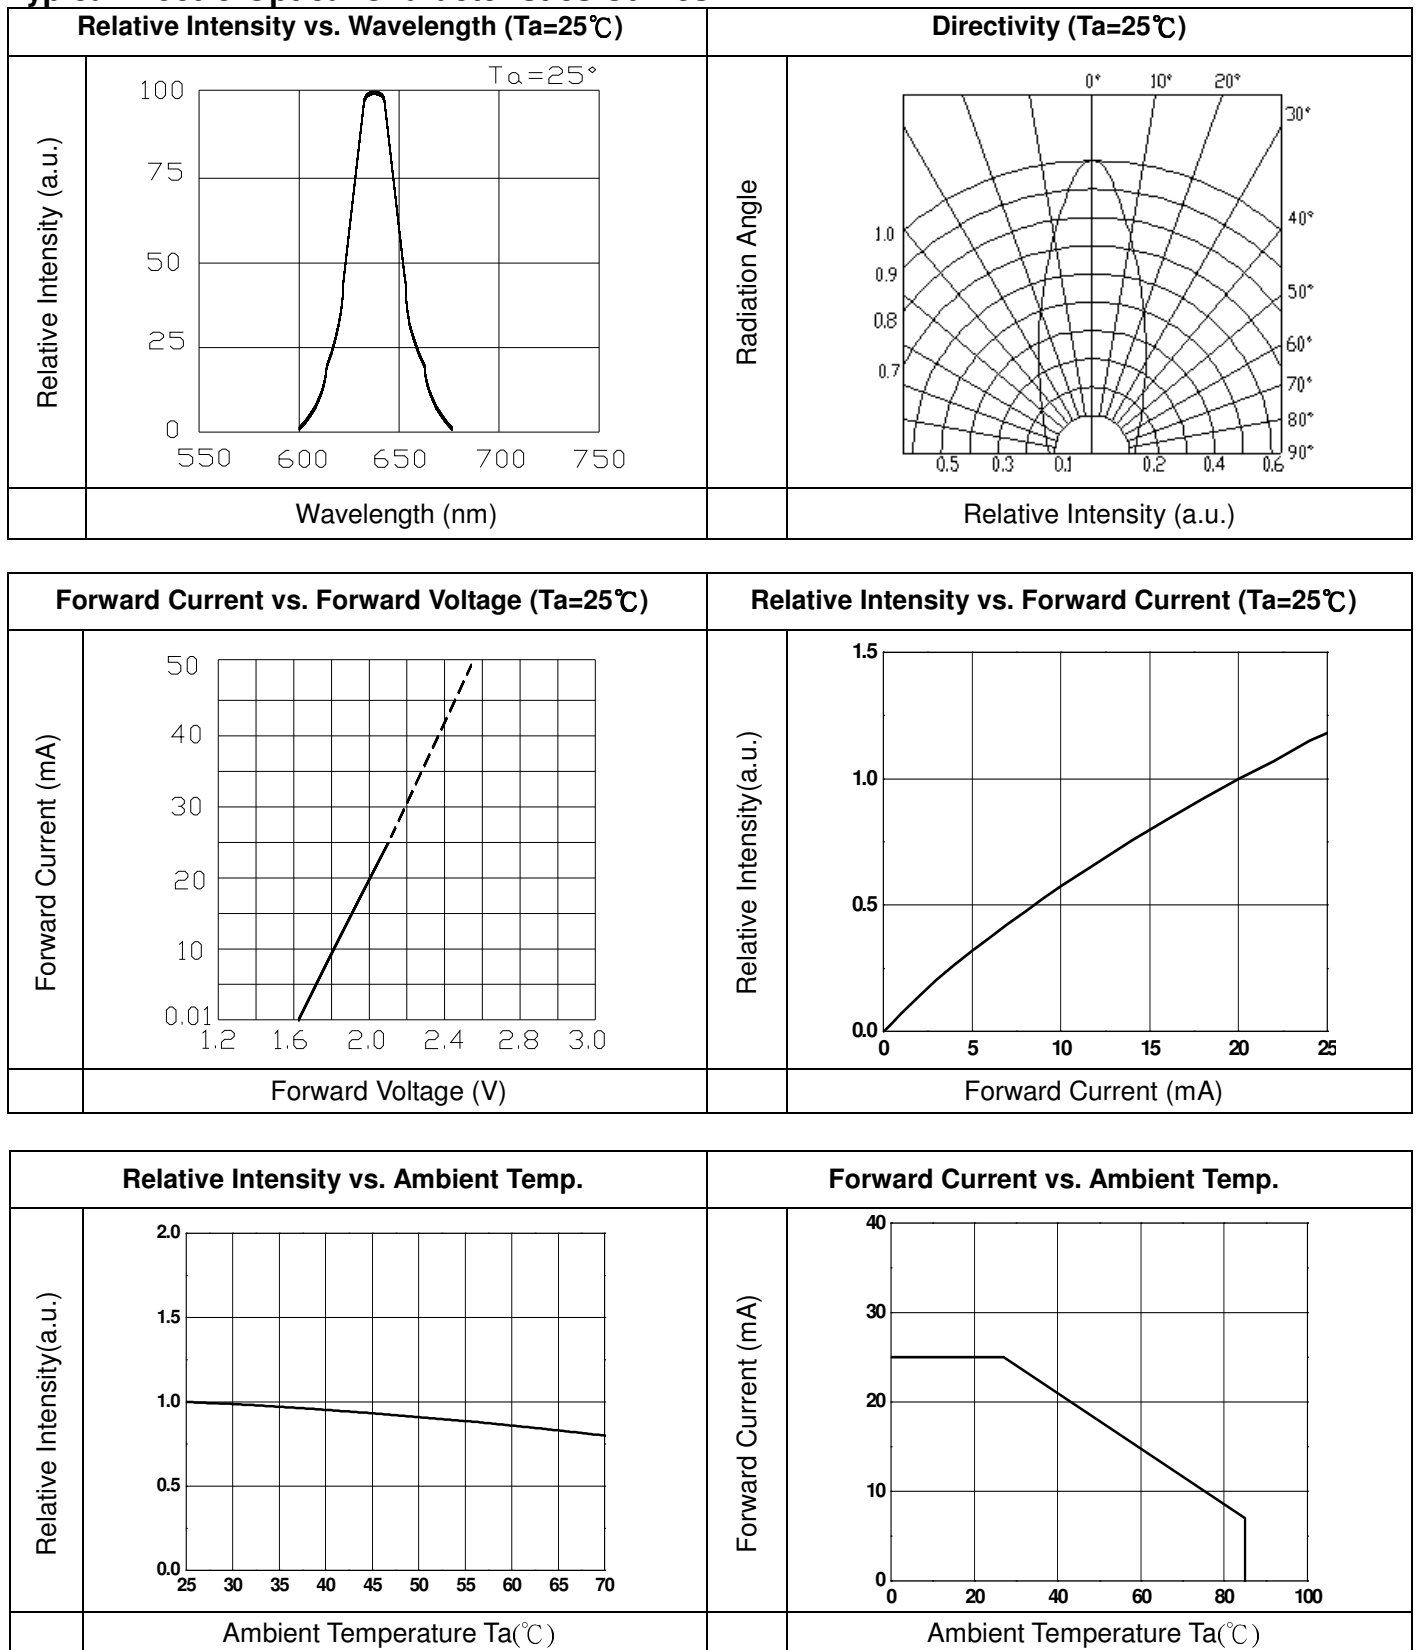 Relative Intensity vs. Wavelength (Ta=25℃)
Directivity (Ta=25℃)
Relative Intensity (a.u.)
Ta=25°
100
75
50
25
0
550 600 650 700 750
Wavelength (nm)
Radiation Angle
0° 10° 20°
30°
40°
50°
60°
70°
80°
90°
1.0
0.9
0.8
0.7
0.5 0.3 0.1 0.2 0.4 0.6
Relative Intensity (a.u.)
Forward Current vs. Forward Voltage (Ta=25℃)
Relative Intensity vs. Forward Current (Ta=25℃)
Forward Current (mA)
50
40
30
20
10
0.01
1.2 1.6 2.0 2.4 2.8 3.0
Forward Voltage (V)
Relative Intensity(a.u.)
1.5
1.0
0.5
0.0
0 5 10 15 20 25
Forward Current (mA)
Relative Intensity vs. Ambient Temp.
Forward Current vs. Ambient Temp.
Relative Intensity(a.u.)
2.0
1.5
1.0
0.5
0.0
25 30 35 40 45 50 55 60 65 70
Ambient Temperature Ta(℃)
Forward Current (mA)
40
30
20
10
0
0 20 40 60 80 100
Ambient Temperature Ta(℃)